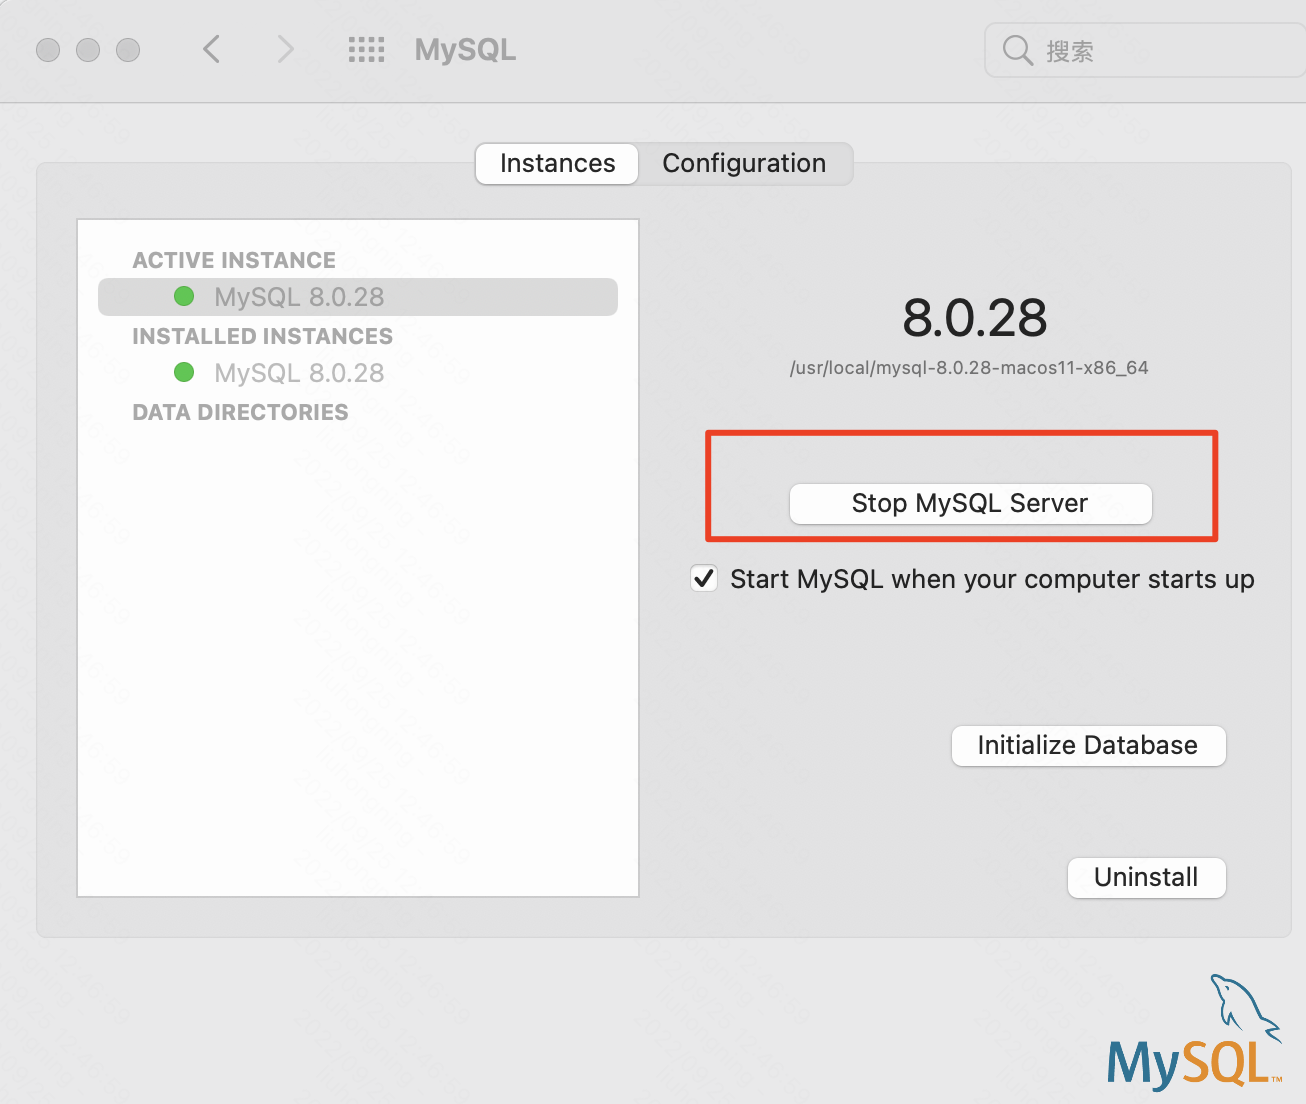 MySQL
搜索
Instances
Configuration
ACTIVE INSTANCE
MySQL 8.0.28
INSTALLED INSTANCES
MySQL 8.0.28
DATA DIRECTORIES
8.0.28
/usr/local/mysql-8.0.28-macos11-x86_64
Stop MySQL Server
Start MySQL when your computer starts up
Initialize Database
Uninstall
MySQL™